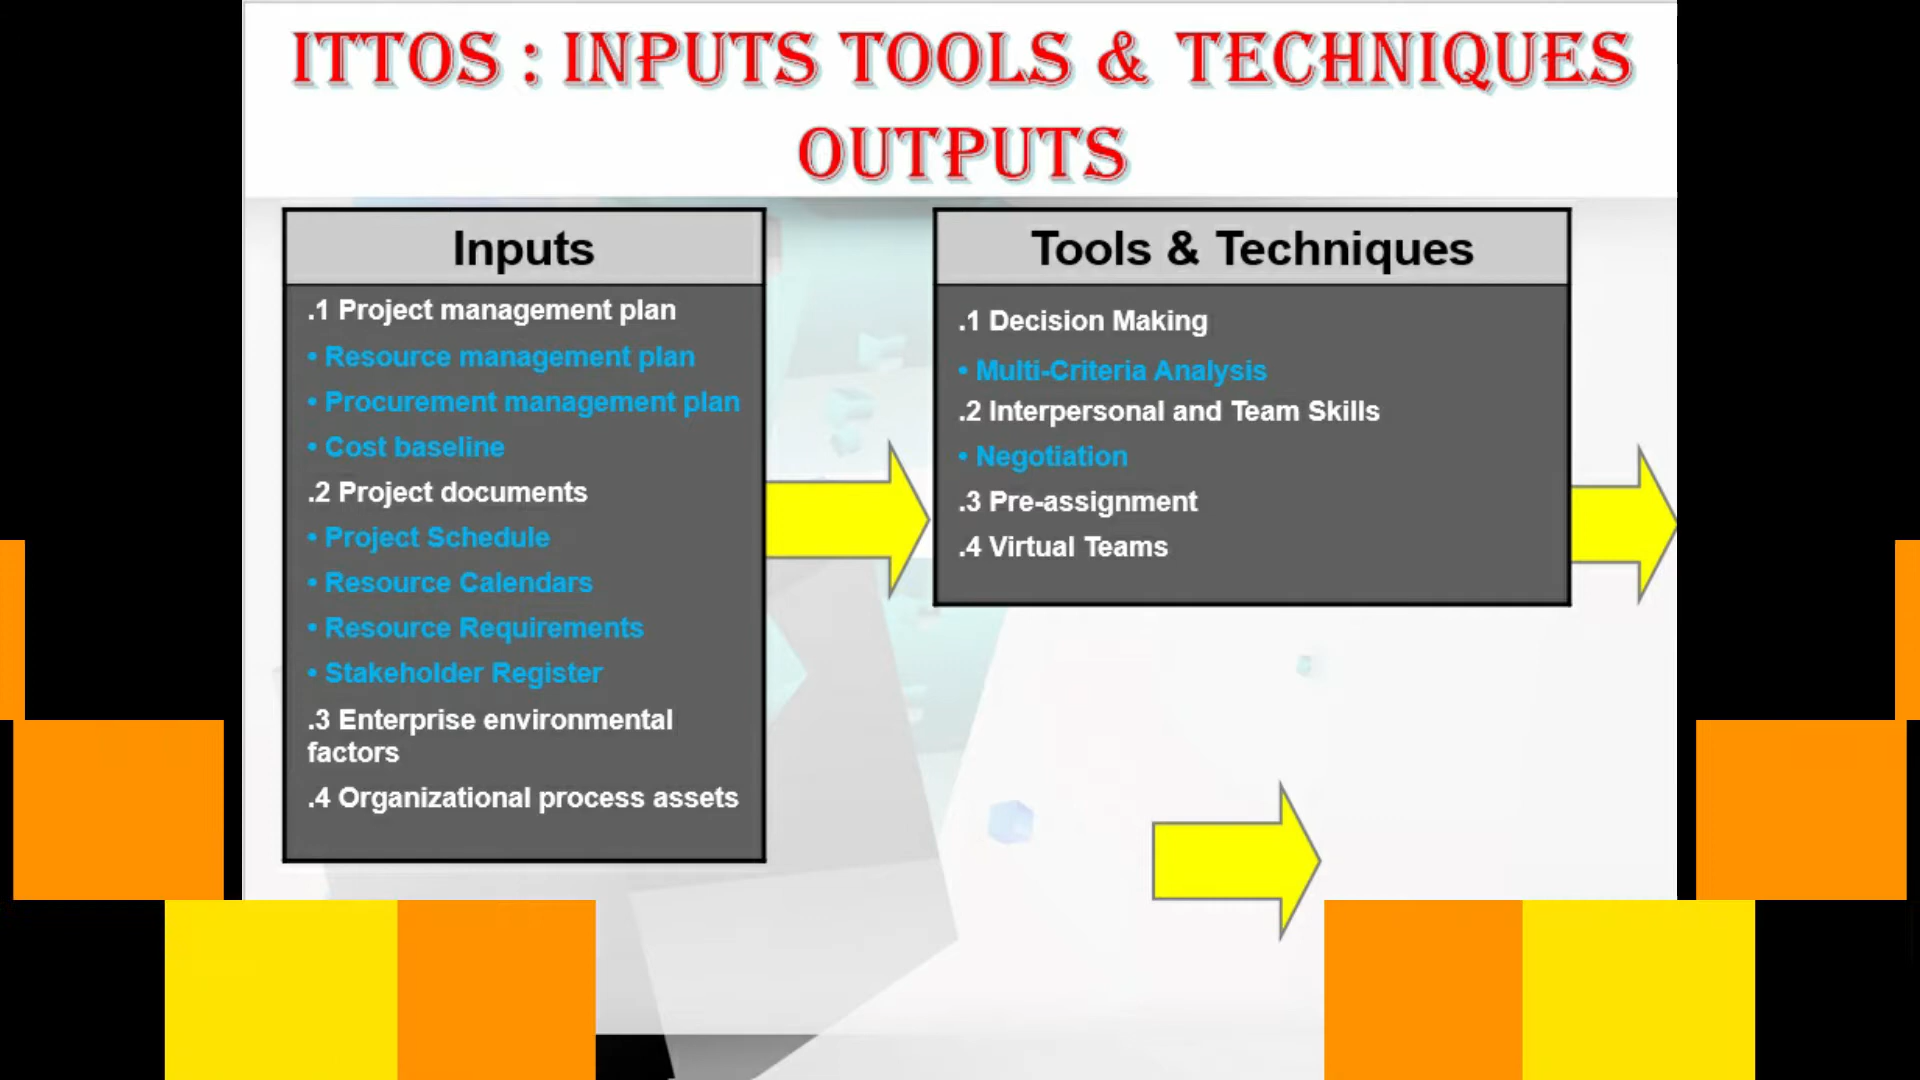 ITTOS : INPUTS TOOLS & TECHNIQUES
OUTPUTS
Inputs
.1 Project management plan
• Resource management plan
• Procurement management plan
• Cost baseline
.2 Project documents
• Project Schedule
• Resource Calendars
• Resource Requirements
• Stakeholder Register
.3 Enterprise environmental
factors
.4 Organizational process assets
Tools & Techniques
.1 Decision Making
• Multi-Criteria Analysis
.2 Interpersonal and Team Skills
• Negotiation
.3 Pre-assignment
.4 Virtual Teams